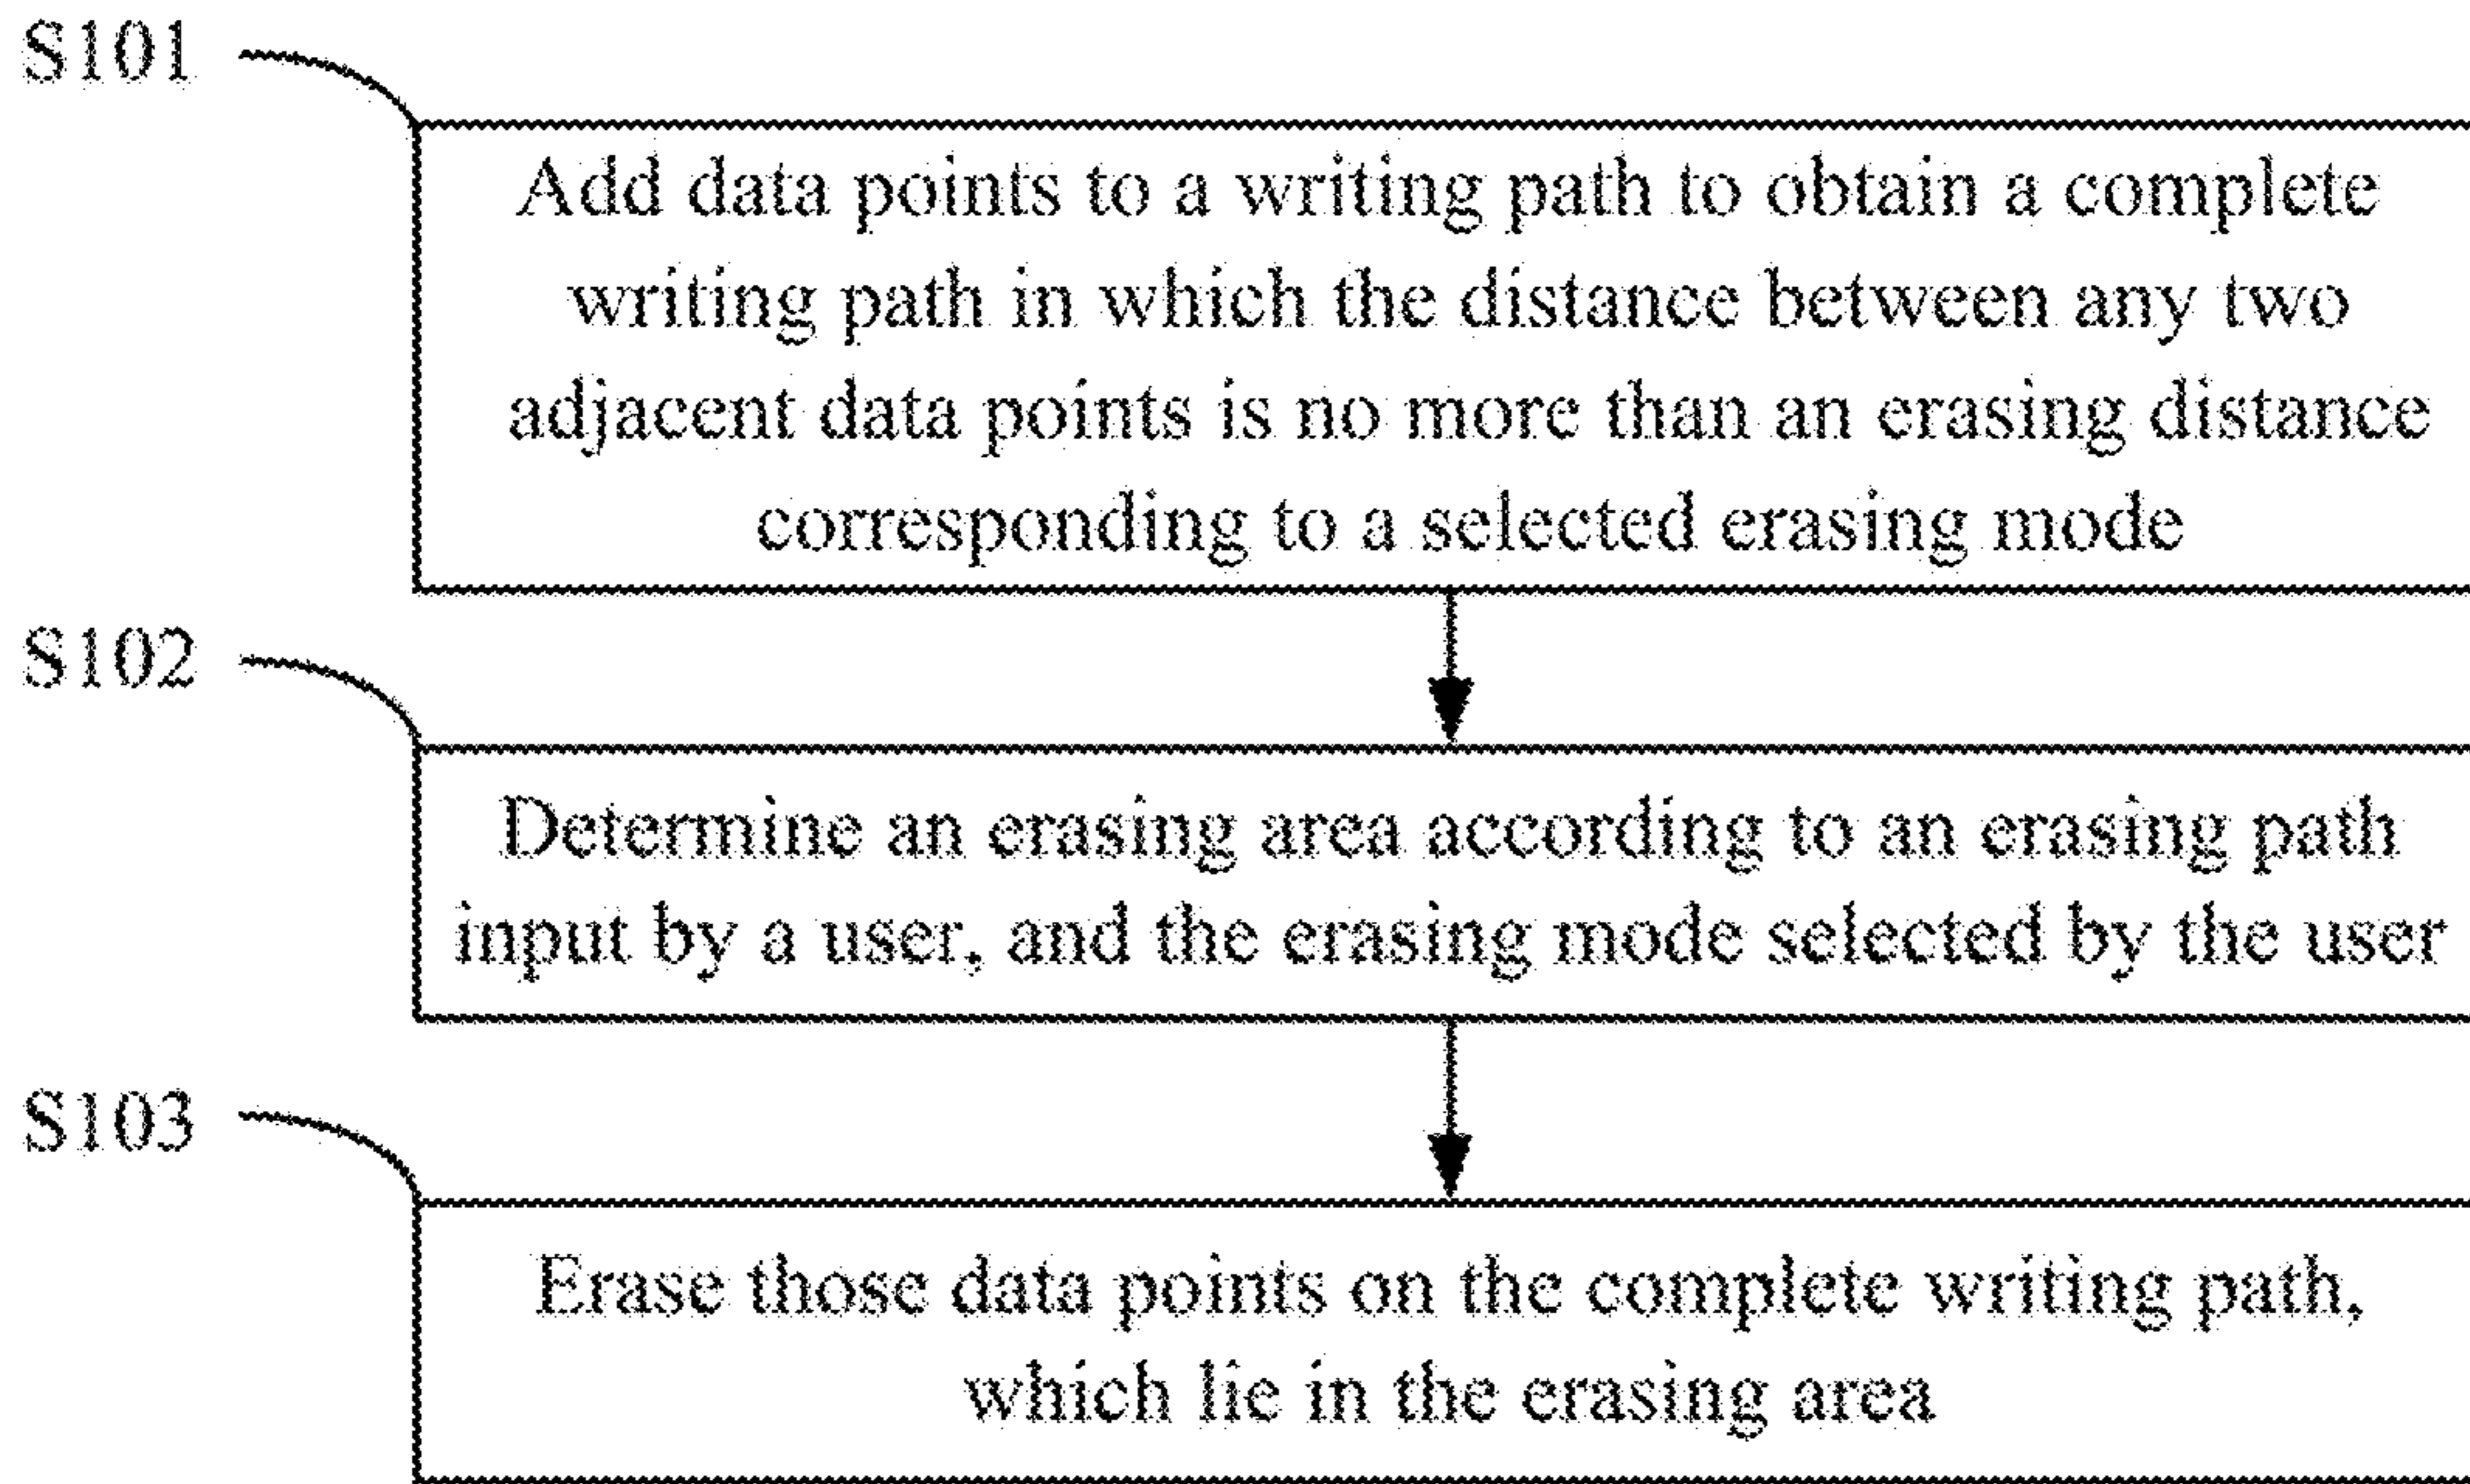 S101
Add data points to a writing path to obtain a complete
writing path in which the distance between any two
adjacent data points is no more than an erasing distance
corresponding to a selected erasing mode
S102
Determine an erasing area according to an erasing path
input by a user, and the erasing mode selected by the user
S103
Erase those data points on the complete writing path,
which lie in the erasing area